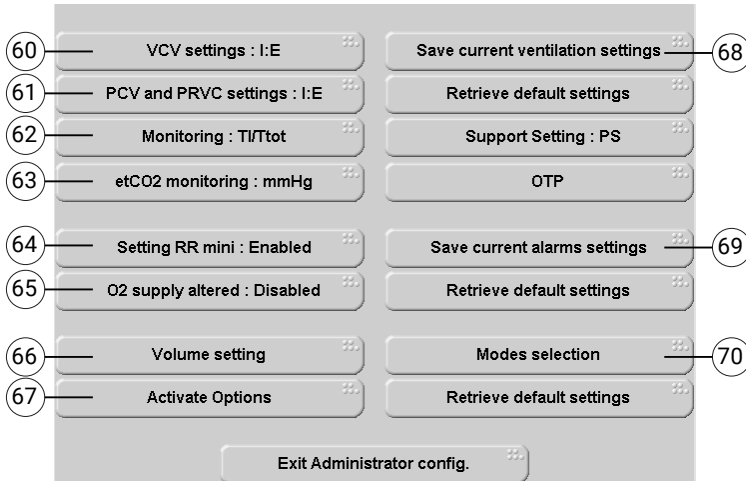 60 VCV settings : I:E
61 PCV and PRVC settings : I:E
62 Monitoring : TI/Ttot
63 etCO2 monitoring : mmHg
64 Setting RR mini : Enabled
65 O2 supply altered : Disabled
66 Volume setting
67 Activate Options
Save current ventilation settings 68
Retrieve default settings
Support Setting : PS
OTP
Save current alarms settings 69
Retrieve default settings
Modes selection 70
Retrieve default settings
Exit Administrator config.